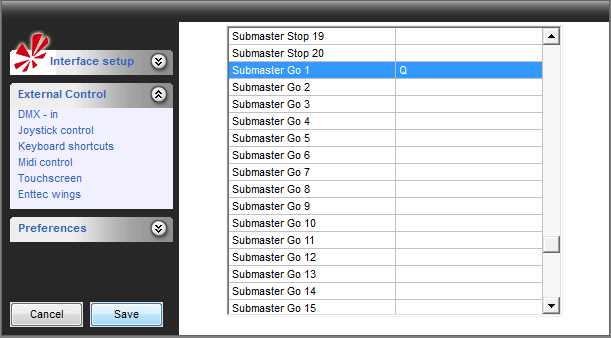 Interface setup
External Control
DMX - in
Joystick control
Keyboard shortcuts
Midi control
Touchscreen
Enttec wings
Preferences
Cancel Save
Submaster Stop 19
Submaster Stop 20
Submaster Go 1 Q
Submaster Go 2
Submaster Go 3
Submaster Go 4
Submaster Go 5
Submaster Go 6
Submaster Go 7
Submaster Go 8
Submaster Go 9
Submaster Go 10
Submaster Go 11
Submaster Go 12
Submaster Go 13
Submaster Go 14
Submaster Go 15